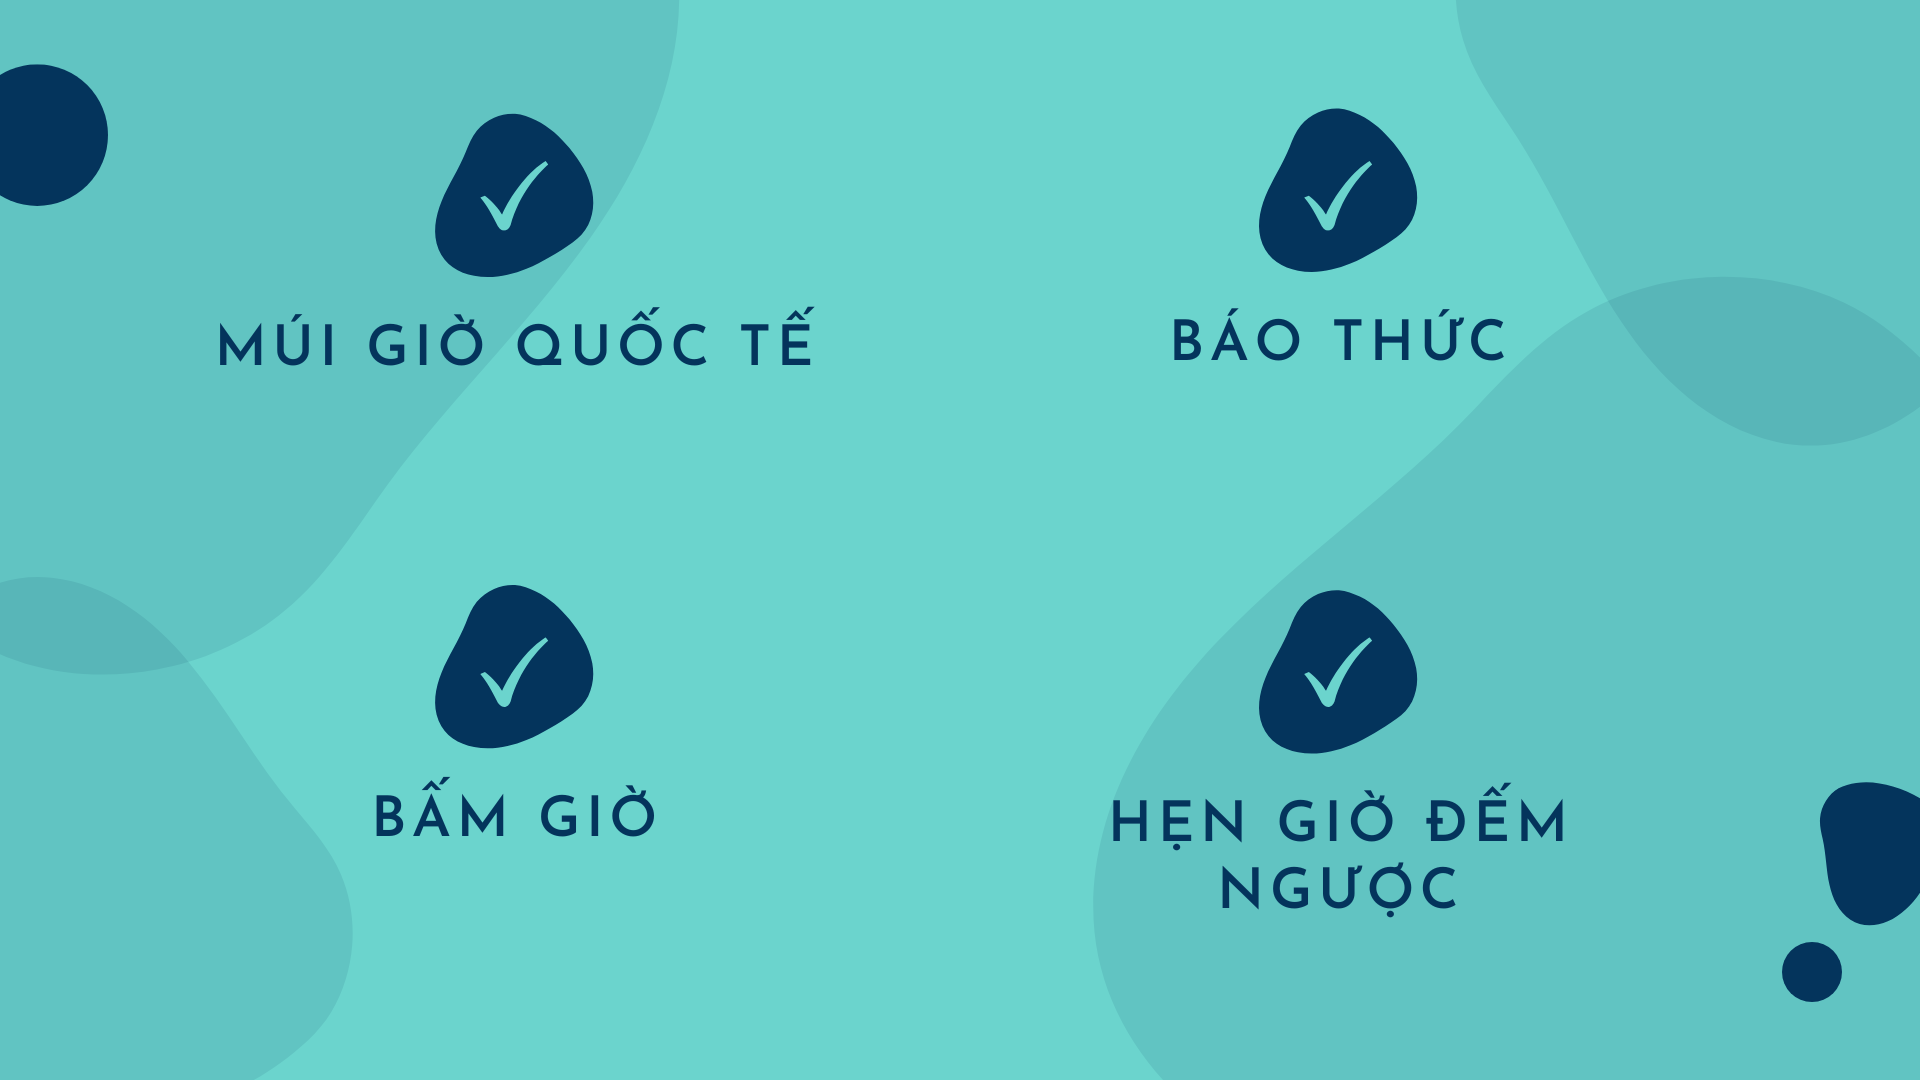 MÚI GIỜ QUỐC TẾ
BÁO THỨC
BẤM GIỜ
HẸN GIỜ ĐẾM
NGƯỢC